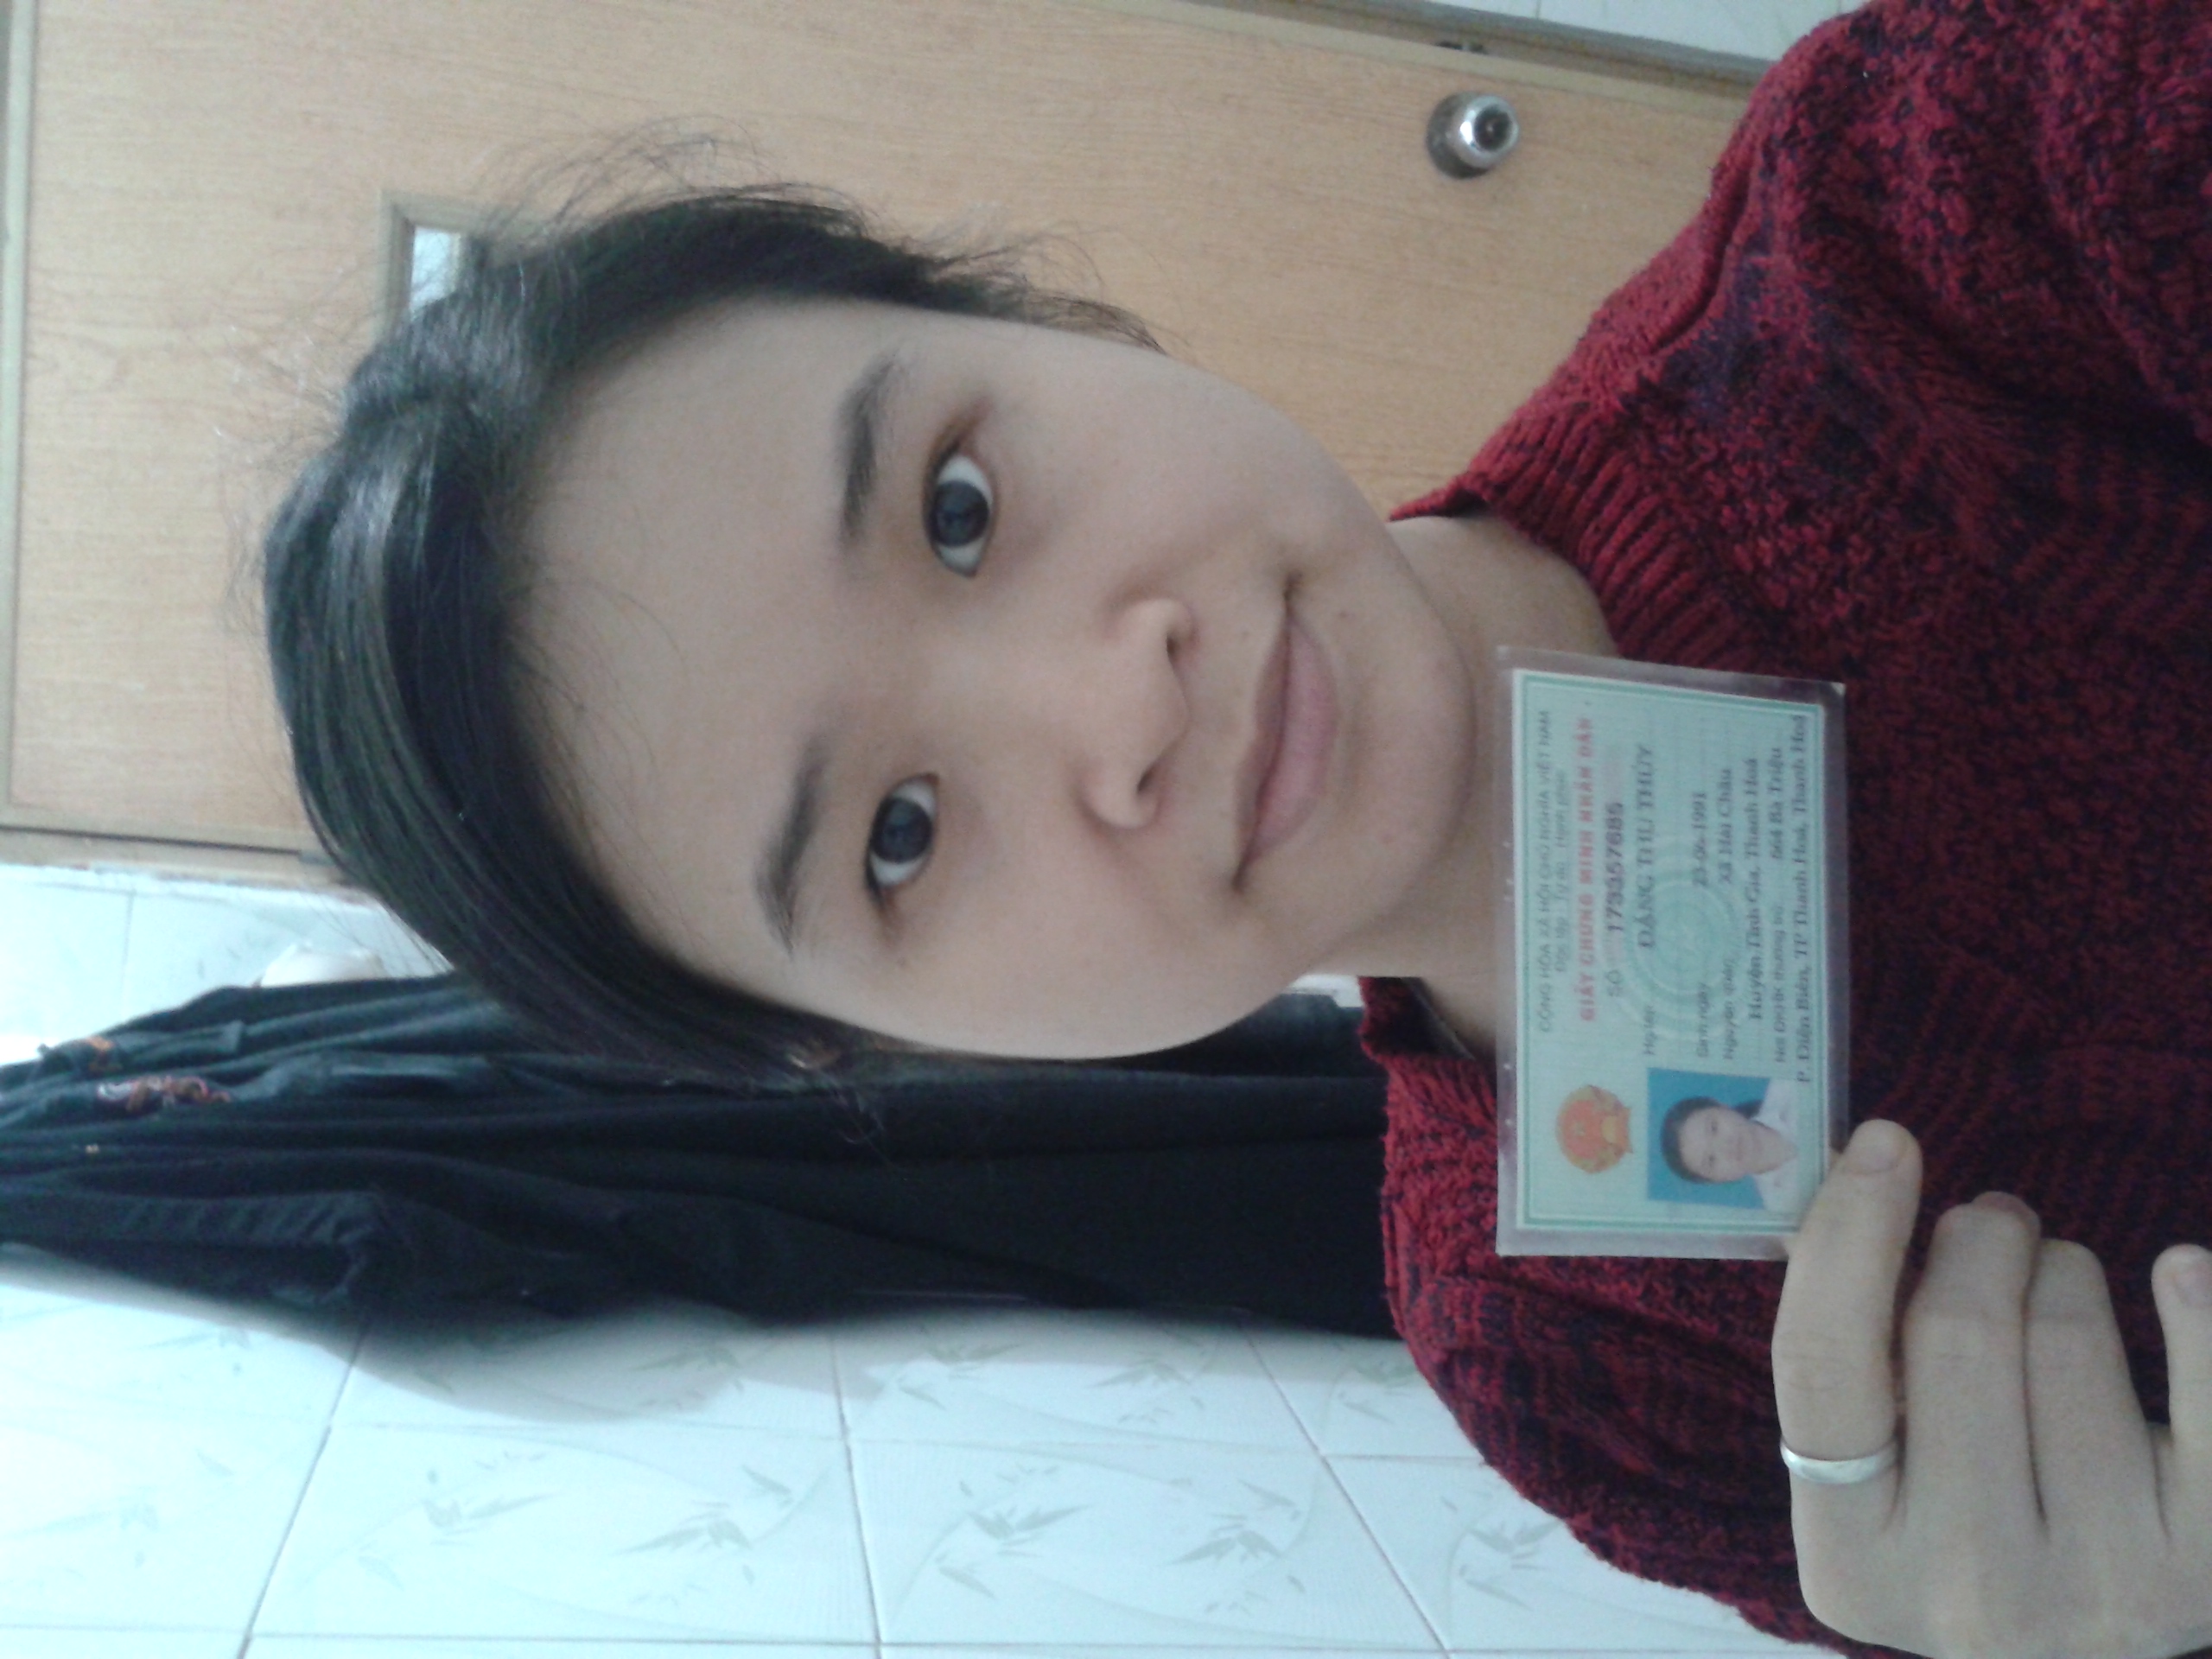 CỘNG HÒA XÃ HỘI CHỦ NGHĨA VIỆT NAM
Độc lập - Tự do - Hạnh phúc
GIẤY CHỨNG MINH NHÂN DÂN
SỐ 173357685
Họ tên ĐẶNG THU THỦY
Sinh ngày 23-06-1991
Nguyên quán Xã Hải Châu
Huyện Tĩnh Gia, Thanh Hoá
Nơi ĐKHK thường trú 664 Bà Triệu
P. Điện Biên, TP Thanh Hoá, Thanh Hoá